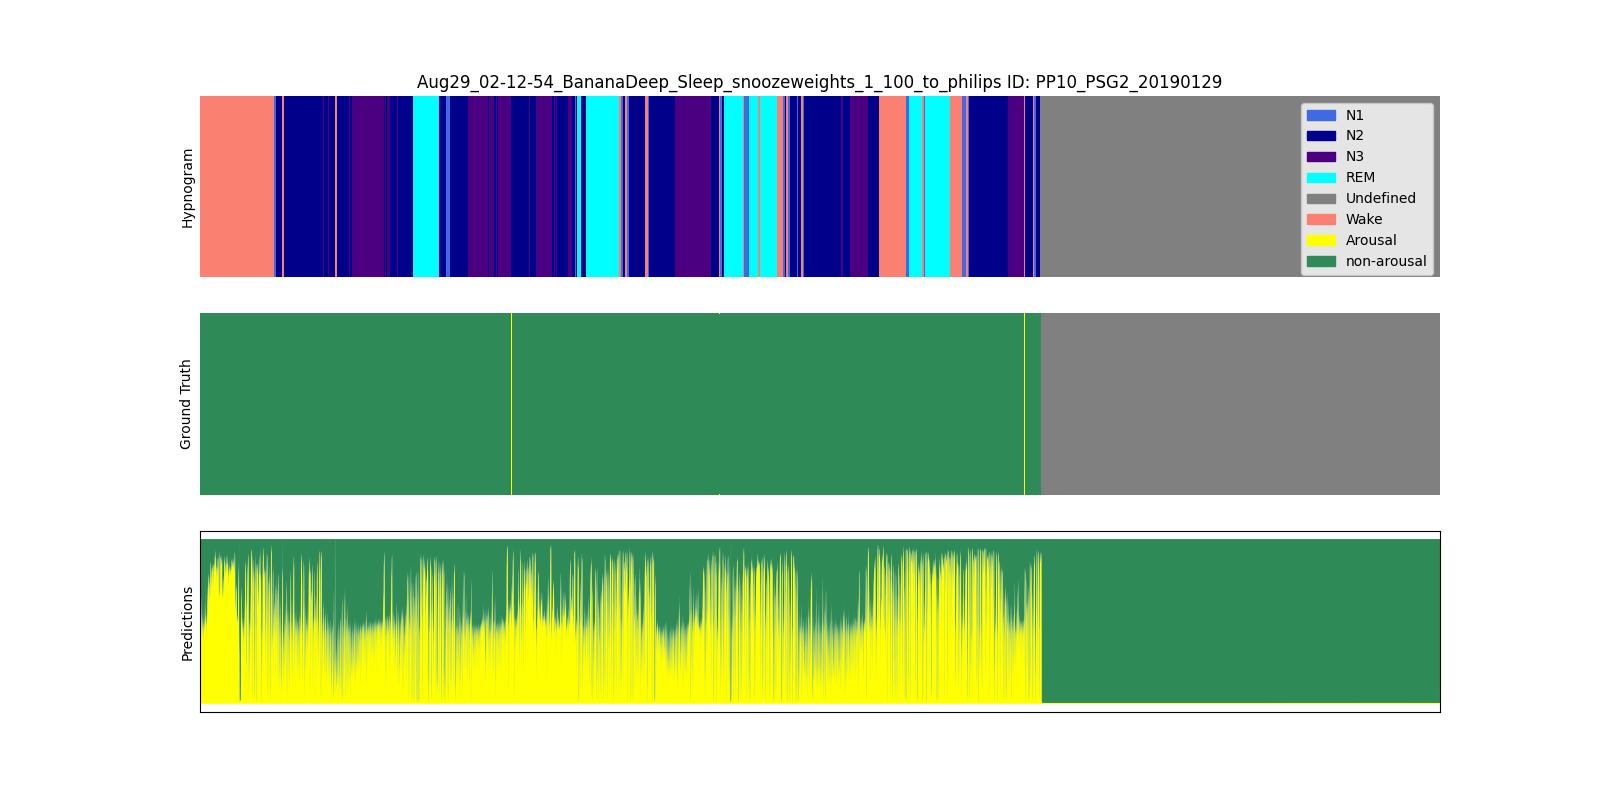 Aug29_02-12-54_BananaDeep_Sleep_snoozeweights_1_100_to_philips ID: PP10_PSG2_20190129
Hypnogram
N1
N2
N3
REM
Undefined
Wake
Arousal
non-arousal
Ground Truth
Predictions